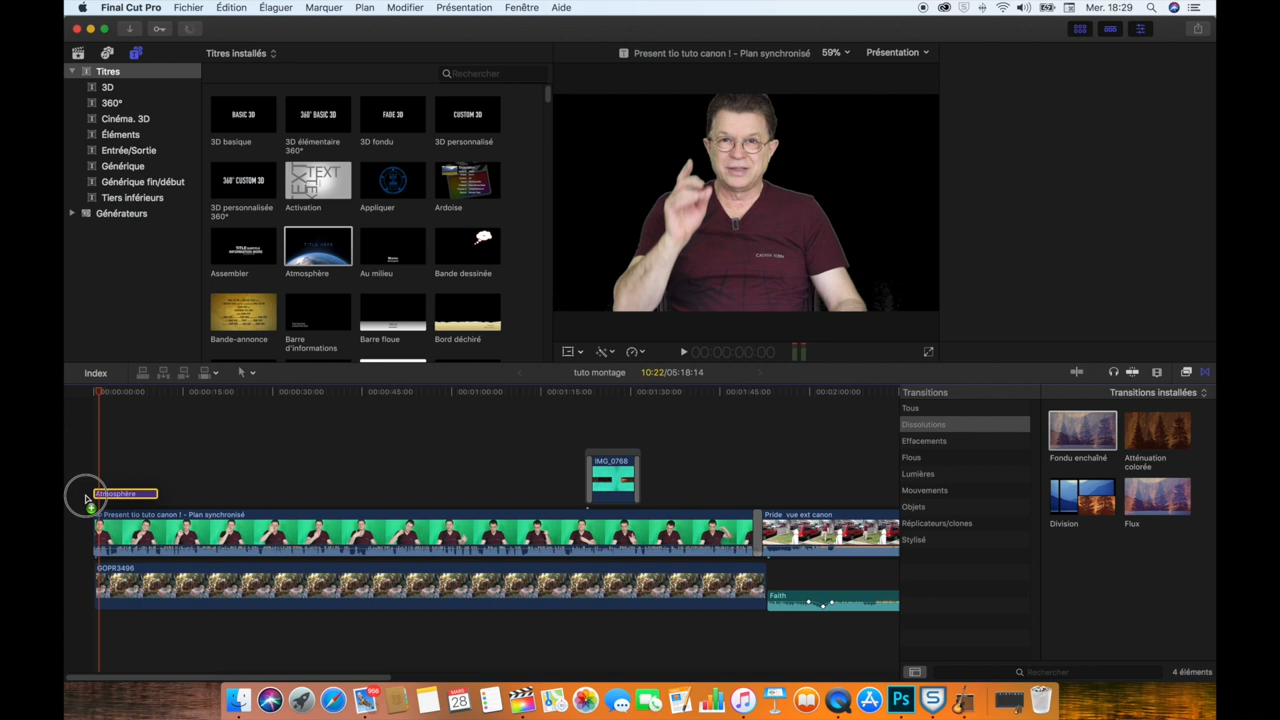 Final Cut Pro Fichier Édition Élaguer Marquer Plan Modifier Présentation Fenêtre Aide Mer. 18:29
Titres installés
Present tio tuto canon ! - Plan synchronisé 59% Présentation
Titres
Rechercher
3D
360°
Cinéma. 3D
Éléments
Entrée/Sortie
Générique
Générique fin/début
Tiers inférieurs
Générateurs
BASIC 3D
360° BASIC 3D
FADE 3D
CUSTOM 3D
3D basique
3D élémentaire 360°
3D fondu
3D personnalisé
360° CUSTOM 3D
TEXT
3D personnalisée 360°
Activation
Appliquer
Ardoise
TITLE HERE
Assembler
Atmosphère
Au milieu
Bande dessinée
Bande-annonce
Barre d'informations
Barre floue
Bord déchiré
00:00:00:00
Index
tuto montage
10:22/05:18:14
00:00:00:00 00:00:15:00 00:00:30:00 00:00:45:00 00:01:00:00 00:01:15:00 00:01:30:00 00:01:45:00 00:02:00:00
IMG_0768
Atmosphère
Present tio tuto canon ! - Plan synchronisé
Pride vue ext canon
GOPR3496
Faith
Transitions
Transitions installées
Tous
Dissolutions
Effacements
Flous
Lumières
Mouvements
Objets
Réplicateurs/clones
Stylisé
Fondu enchaîné
Atténuation colorée
Division
Flux
Rechercher
4 éléments
968
MARS
28
Ps
S